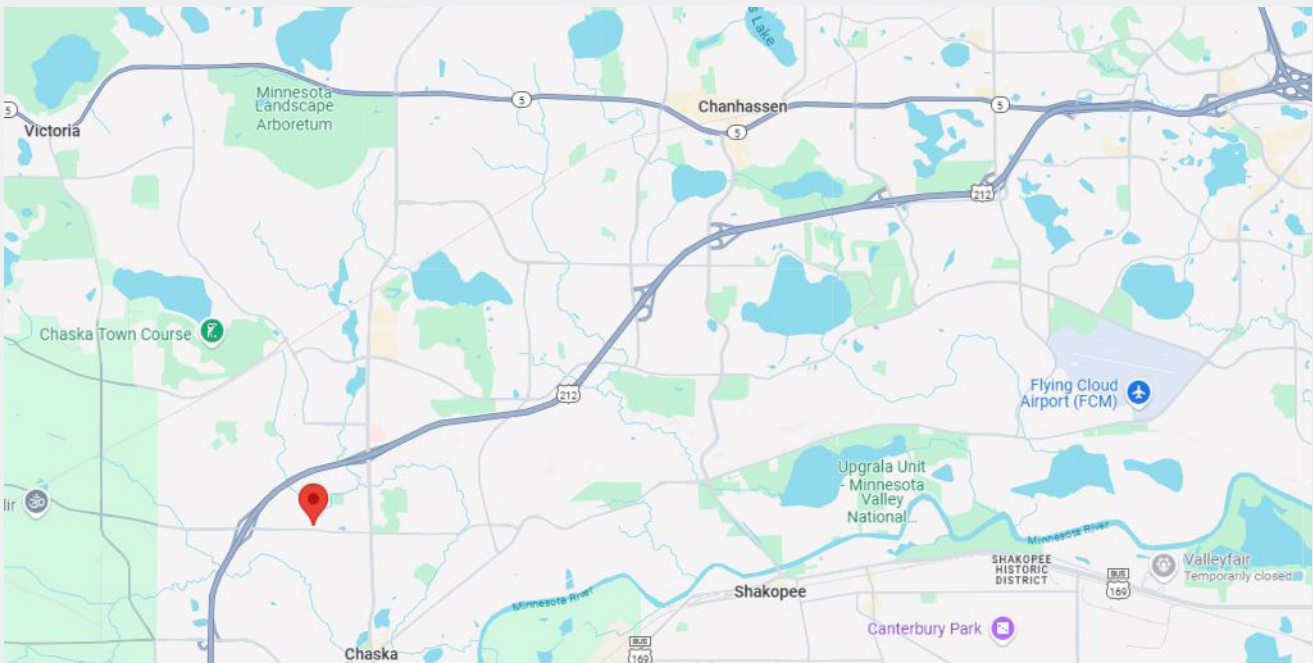 s Lake
Minnesota
Landscape
Arboretum
5
5
5
5
Chanhassen
Victoria
212
Chaska Town Course
212
Flying Cloud
Airport (FCM)
Upgrala Unit
- Minnesota
Valley
National...
lir
Minnesota River
SHAKOPEE
HISTORIC
DISTRICT
Valleyfair
Temporarily closed
BUS
169
Minnesota River
Shakopee
Canterbury Park
Chaska
BUS
169